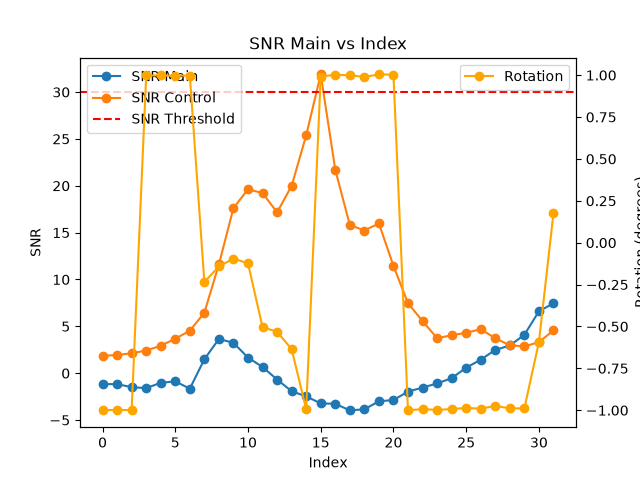 SNR Main vs Index
SNR Main
SNR Control
SNR Threshold
Rotation
SNR
30
25
20
15
10
5
0
−5
1.00
0.75
0.50
0.25
0.00
−0.25
−0.50
−0.75
−1.00
Rotation (degrees)
0 5 10 15 20 25 30
Index